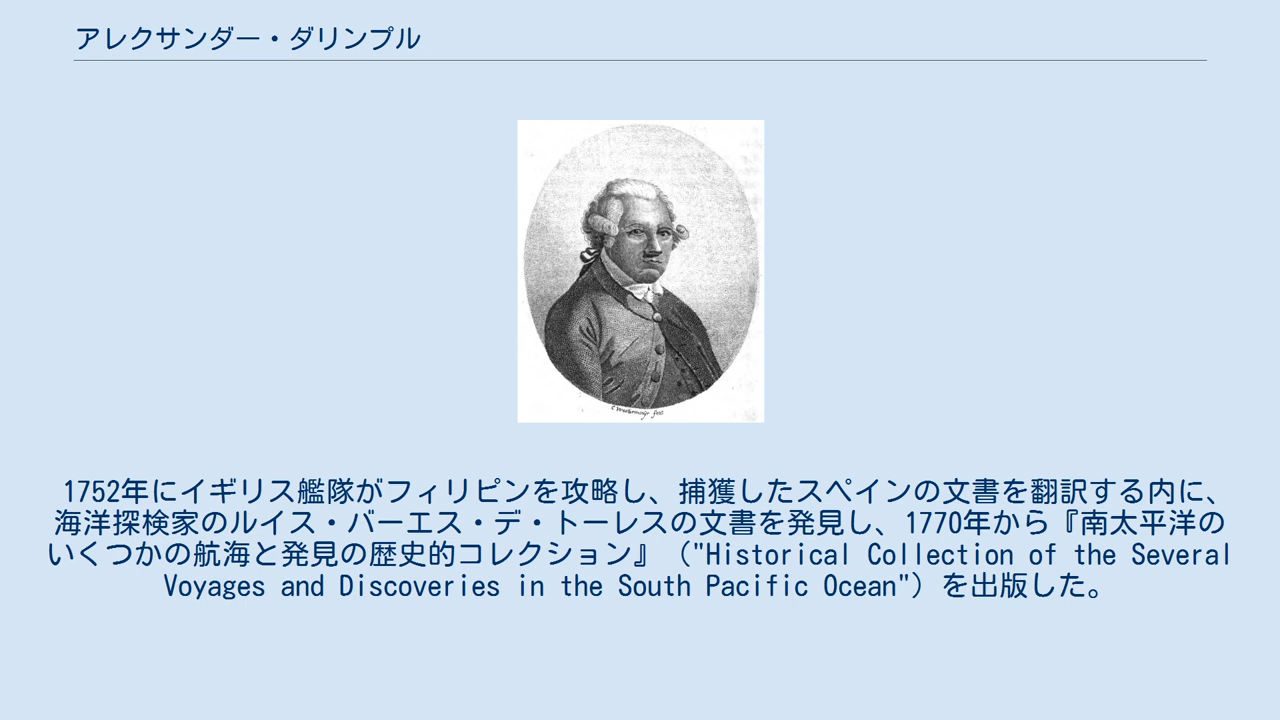 アレクサンダー・ダリンプル
1752年にイギリス艦隊がフィリピンを攻略し、捕獲したスペインの文書を翻訳する内に、
海洋探検家のルイス・バーエス・デ・トーレスの文書を発見し、1770年から『南太平洋の
いくつかの航海と発見の歴史的コレクション』（"Historical Collection of the Several
Voyages and Discoveries in the South Pacific Ocean"）を出版した。